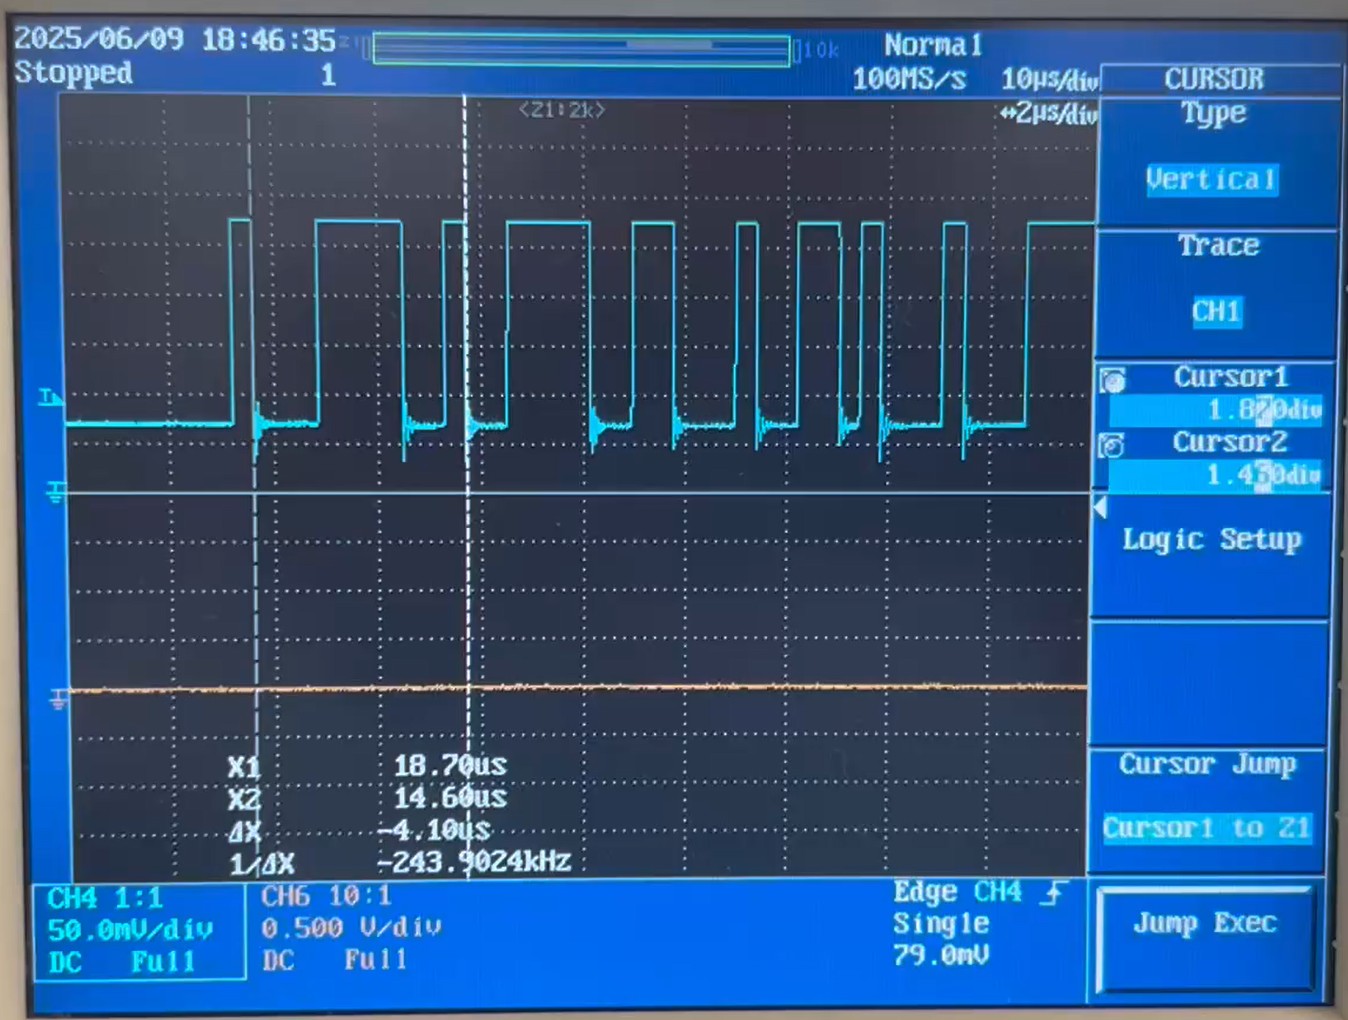 2025/06/09 18:46:35
Stopped 1
10k
Normal
100MS/s 10µs/div
↔2µs/div
<Z1:2k>
CURSOR
Type
Vertical
Trace
CH1
Cursor1
1.870div
Cursor2
1.430div
Logic Setup
Cursor Jump
Cursor1 to Z1
Jump Exec
X1 18.70us
X2 14.60us
ΔX -4.10us
1/ΔX -243.9024kHz
CH4 1:1
50.0mV/div
DC Full
CH6 10:1
0.500 V/div
DC Full
Edge CH4
Single
79.0mV